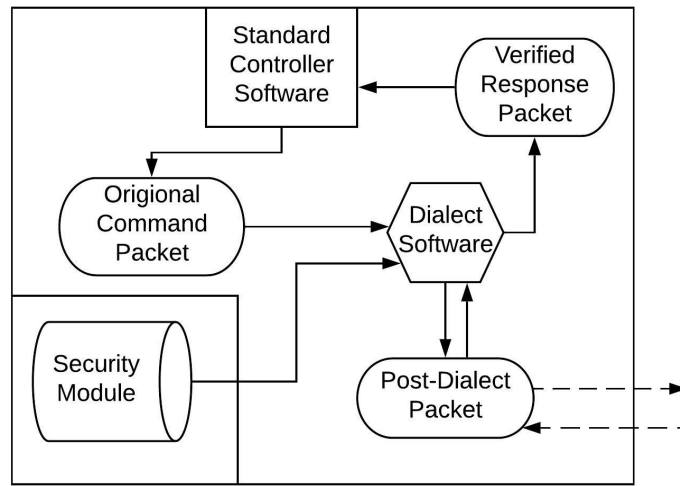 Standard
Controller
Software
Verified
Response
Packet
Origional
Command
Packet
Dialect
Software
Security
Module
Post-Dialect
Packet